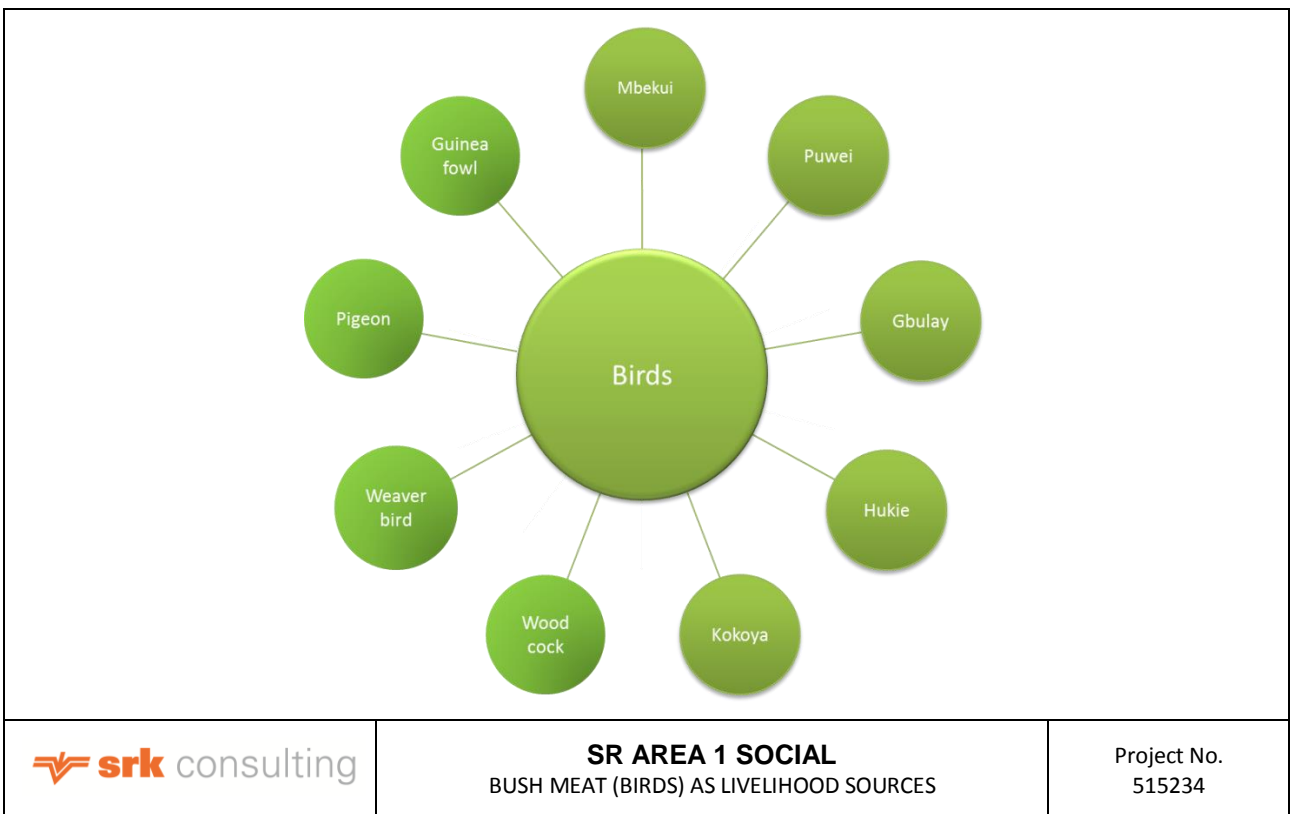 Mbekui
Puwei
Gbulay
Hukie
Kokoya
Wood
cock
Weaver
bird
Pigeon
Guinea
fowl
Birds
srk consulting
SR AREA 1 SOCIAL
BUSH MEAT (BIRDS) AS LIVELIHOOD SOURCES
Project No.
515234